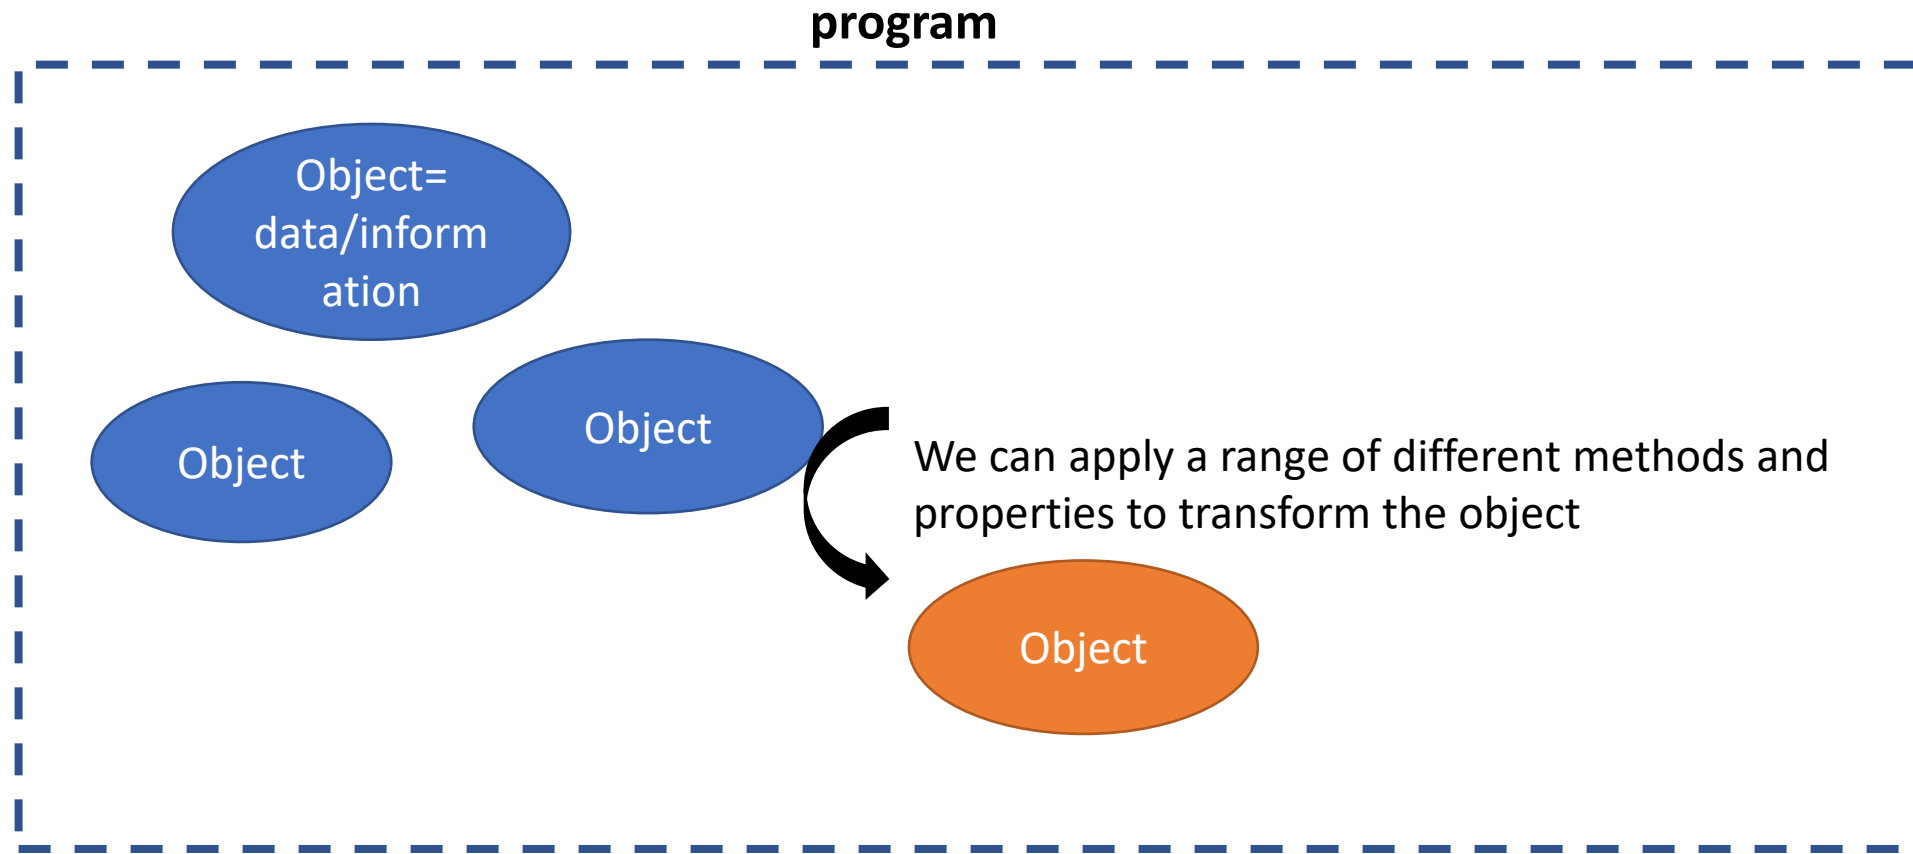 program
Object=
data/inform
ation
Object
Object
We can apply a range of different methods and
properties to transform the object
Object